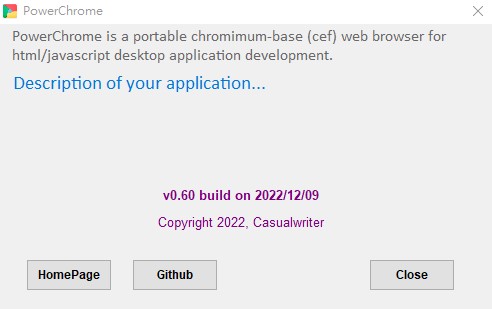 PowerChrome
PowerChrome is a portable chromimum-base (cef) web browser for
html/javascript desktop application development.
Description of your application...
v0.60 build on 2022/12/09
Copyright 2022, Casualwriter
HomePage Github Close